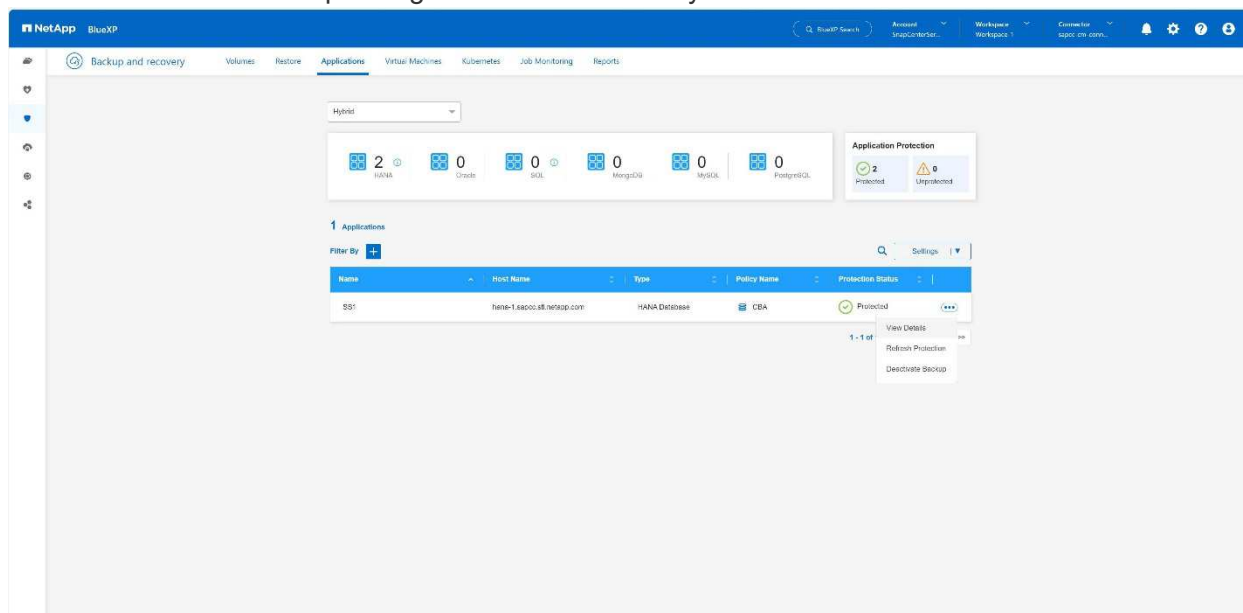 NetApp BlueXP BlueXP Search Account SnapCenterSer... Workspace Workspace 1 Connector sapcc-cm-conn...
Backup and recovery Volumes Restore Applications Virtual Machines Kubernetes Job Monitoring Reports
Hybrid
2 HANA 0 Oracle 0 SQL 0 MongoDB 0 MySQL 0 PostgreSQL
Application Protection
2 Protected 0 Unprotected
1 Applications
Filter By Settings
Name Host Name Type Policy Name Protection Status
SS1 hana-1.sapcc.stl.netapp.com HANA Database CBA Protected
1 - 1 of
View Details
Refresh Protection
Deactivate Backup